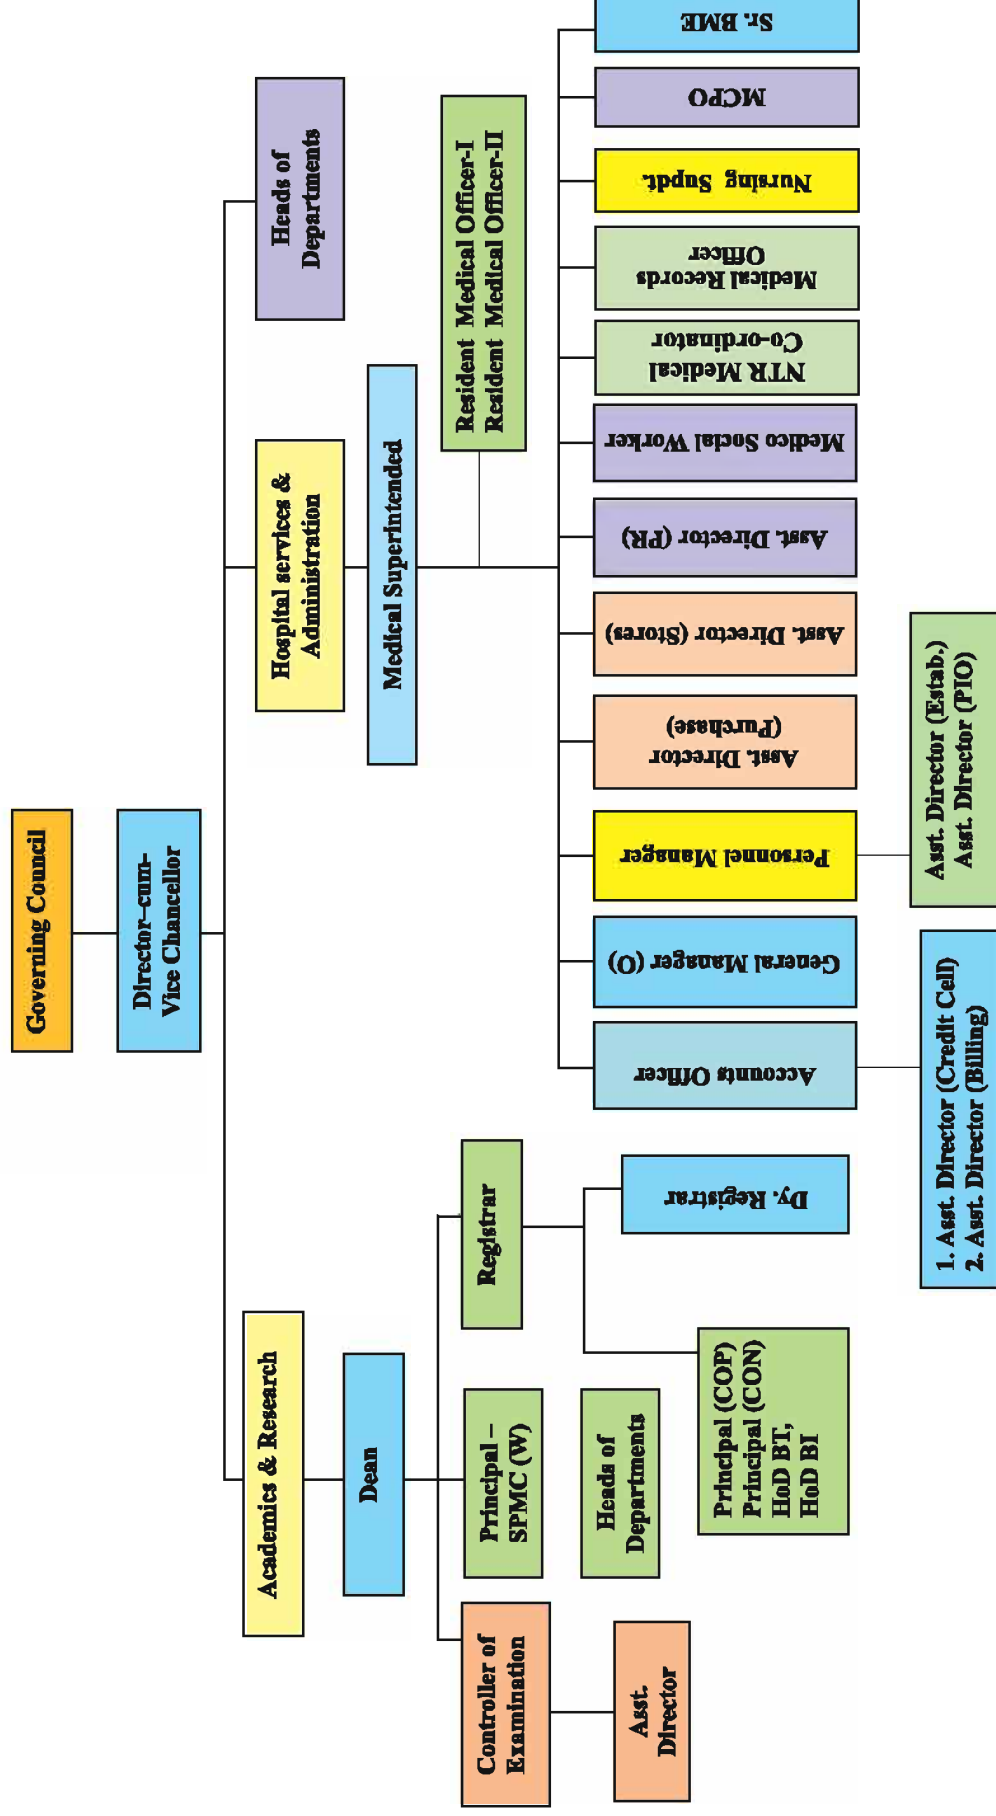 Governing Council
Director-cum-
Vice Chancellor
Academics & Research
Hospital services &
Administration
Heads of
Departments
Dean
Medical Superintended
Resident Medical Officer-I
Resident Medical Officer-II
Controller of
Examination
Principal –
SPMC (W)
Registrar
Asst.
Director
Heads of
Departments
Principal (COP)
Principal (CON)
HoD BT,
HoD BI
Dy. Registrar
Accounts Officer
General Manager (O)
Personnel Manager
Asst. Director
(Purchase)
Asst. Director (Stores)
Asst. Director (PR)
Medico Social Worker
NTR Medical
Co-ordinator
Medical Records
Officer
Nursing Supdt.
MCPO
Sr. BME
1. Asst. Director (Credit Cell)
2. Asst. Director (Billing)
Asst. Director (Estab.)
Asst. Director (PIO)